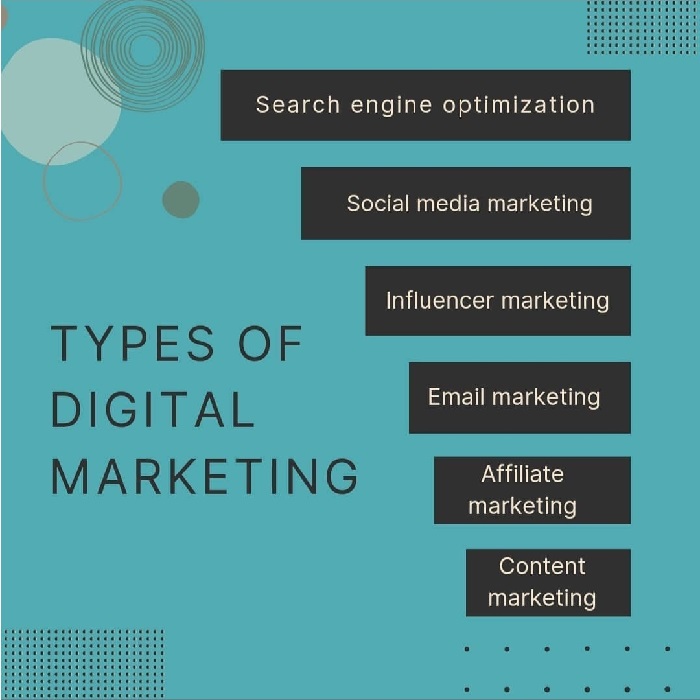 Search engine optimization
Social media marketing
Influencer marketing
TYPES OF
DIGITAL
MARKETING
Email marketing
Affiliate
marketing
Content
marketing